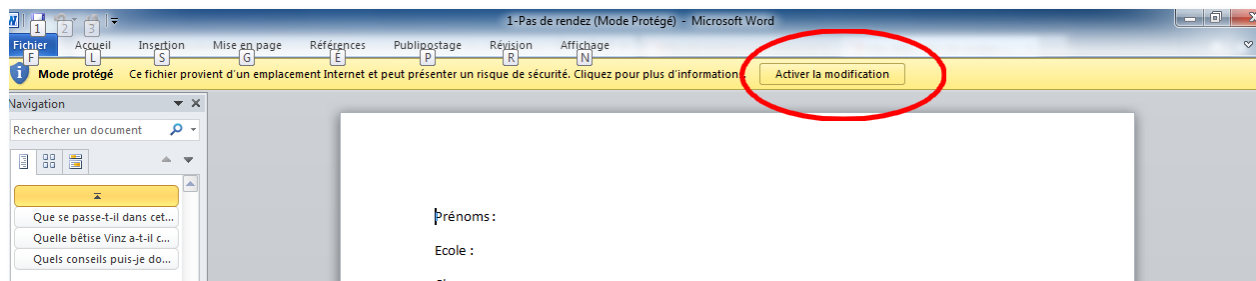 1-Pas de rendez (Mode Protégé) - Microsoft Word
1 2 3
Fichier Accueil Insertion Mise en page Références Publipostage Révision Affichage
F L S G É P R N
Mode protégé Ce fichier provient d'un emplacement Internet et peut présenter un risque de sécurité. Cliquez pour plus d'informations. Activer la modification
Navigation
Rechercher un document
Que se passe-t-il dans cet...
Quelle bêtise Vinz a-t-il c...
Quels conseils puis-je do...
Prénoms :
Ecole :